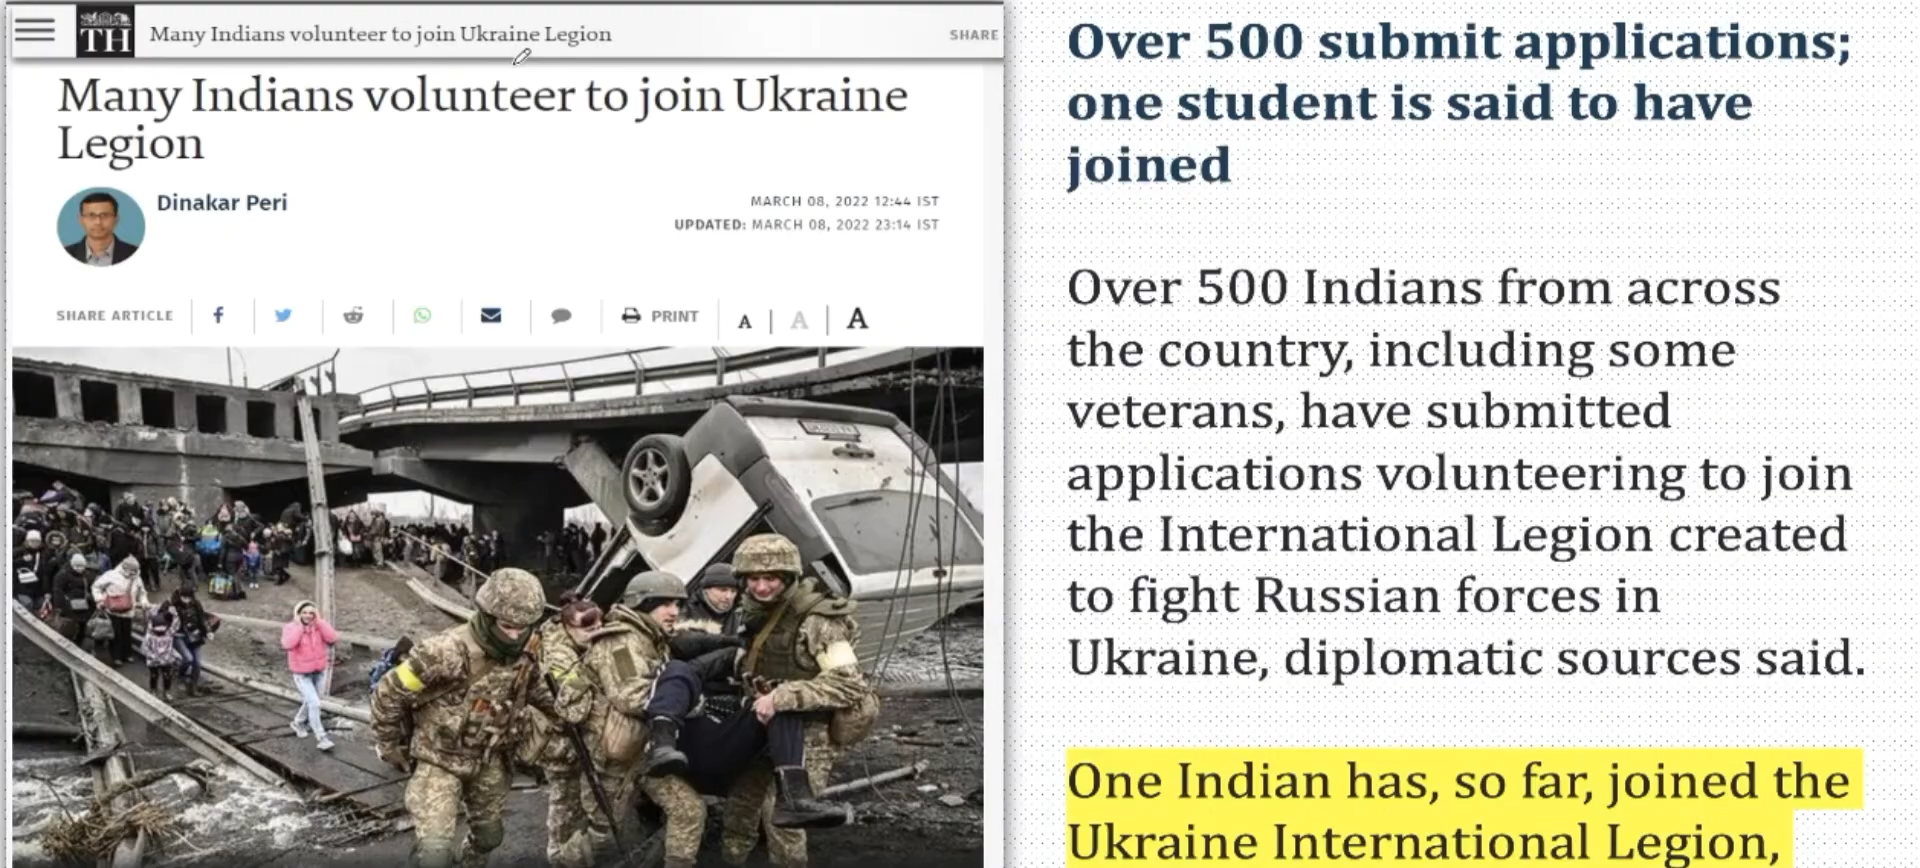 TH
Many Indians volunteer to join Ukraine Legion
SHARE
Many Indians volunteer to join Ukraine
Legion
Dinakar Peri
MARCH 08, 2022 12:44 IST
UPDATED: MARCH 08, 2022 23:14 IST
SHARE ARTICLE
PRINT
A
A
A
Over 500 submit applications;
one student is said to have
joined
Over 500 Indians from across
the country, including some
veterans, have submitted
applications volunteering to join
the International Legion created
to fight Russian forces in
Ukraine, diplomatic sources said.
One Indian has, so far, joined the
Ukraine International Legion,